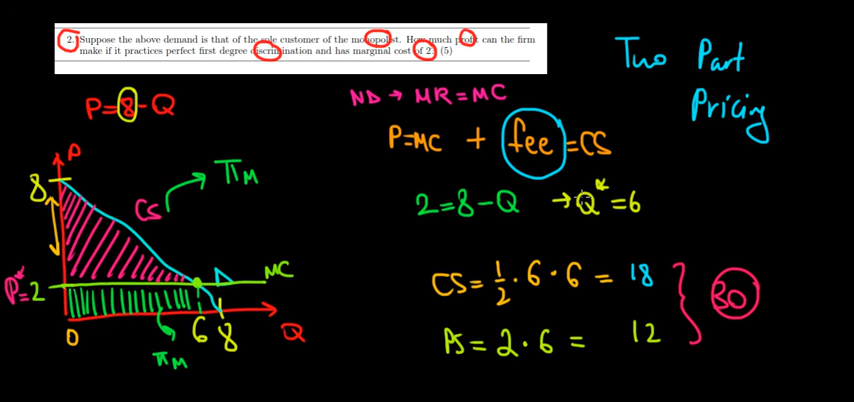 2. Suppose the above demand is that of the sole customer of the monopolist. How much profit can the firm
make if it practices perfect first degree discrimination and has marginal cost of 2? (5)
Two Part
Pricing
P=8-Q
ND → MR=MC
P=MC + fee =CS
2=8-Q → Q* =6
CS= 1/2 · 6 · 6 = 18
PS = 2 · 6 = 12
30
P
8
CS
πM
MC
D
P*=2
0
6
8
Q
πM